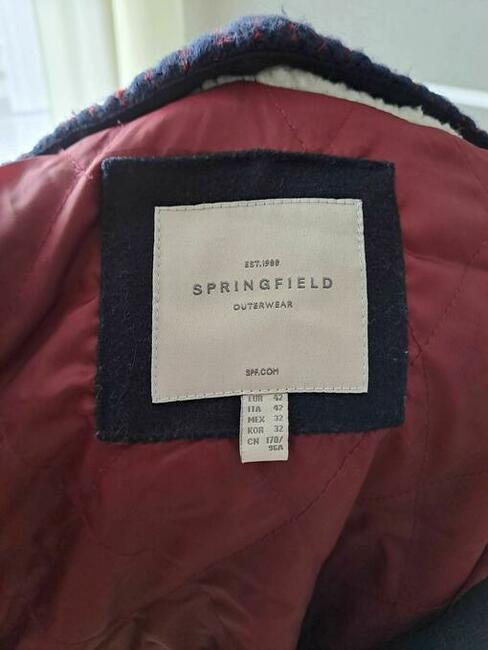 EST.1988
SPRINGFIELD
OUTERWEAR
SPF.COM
EUR 42
ITA 42
MEX 32
KOR 32
CN 170/
96A